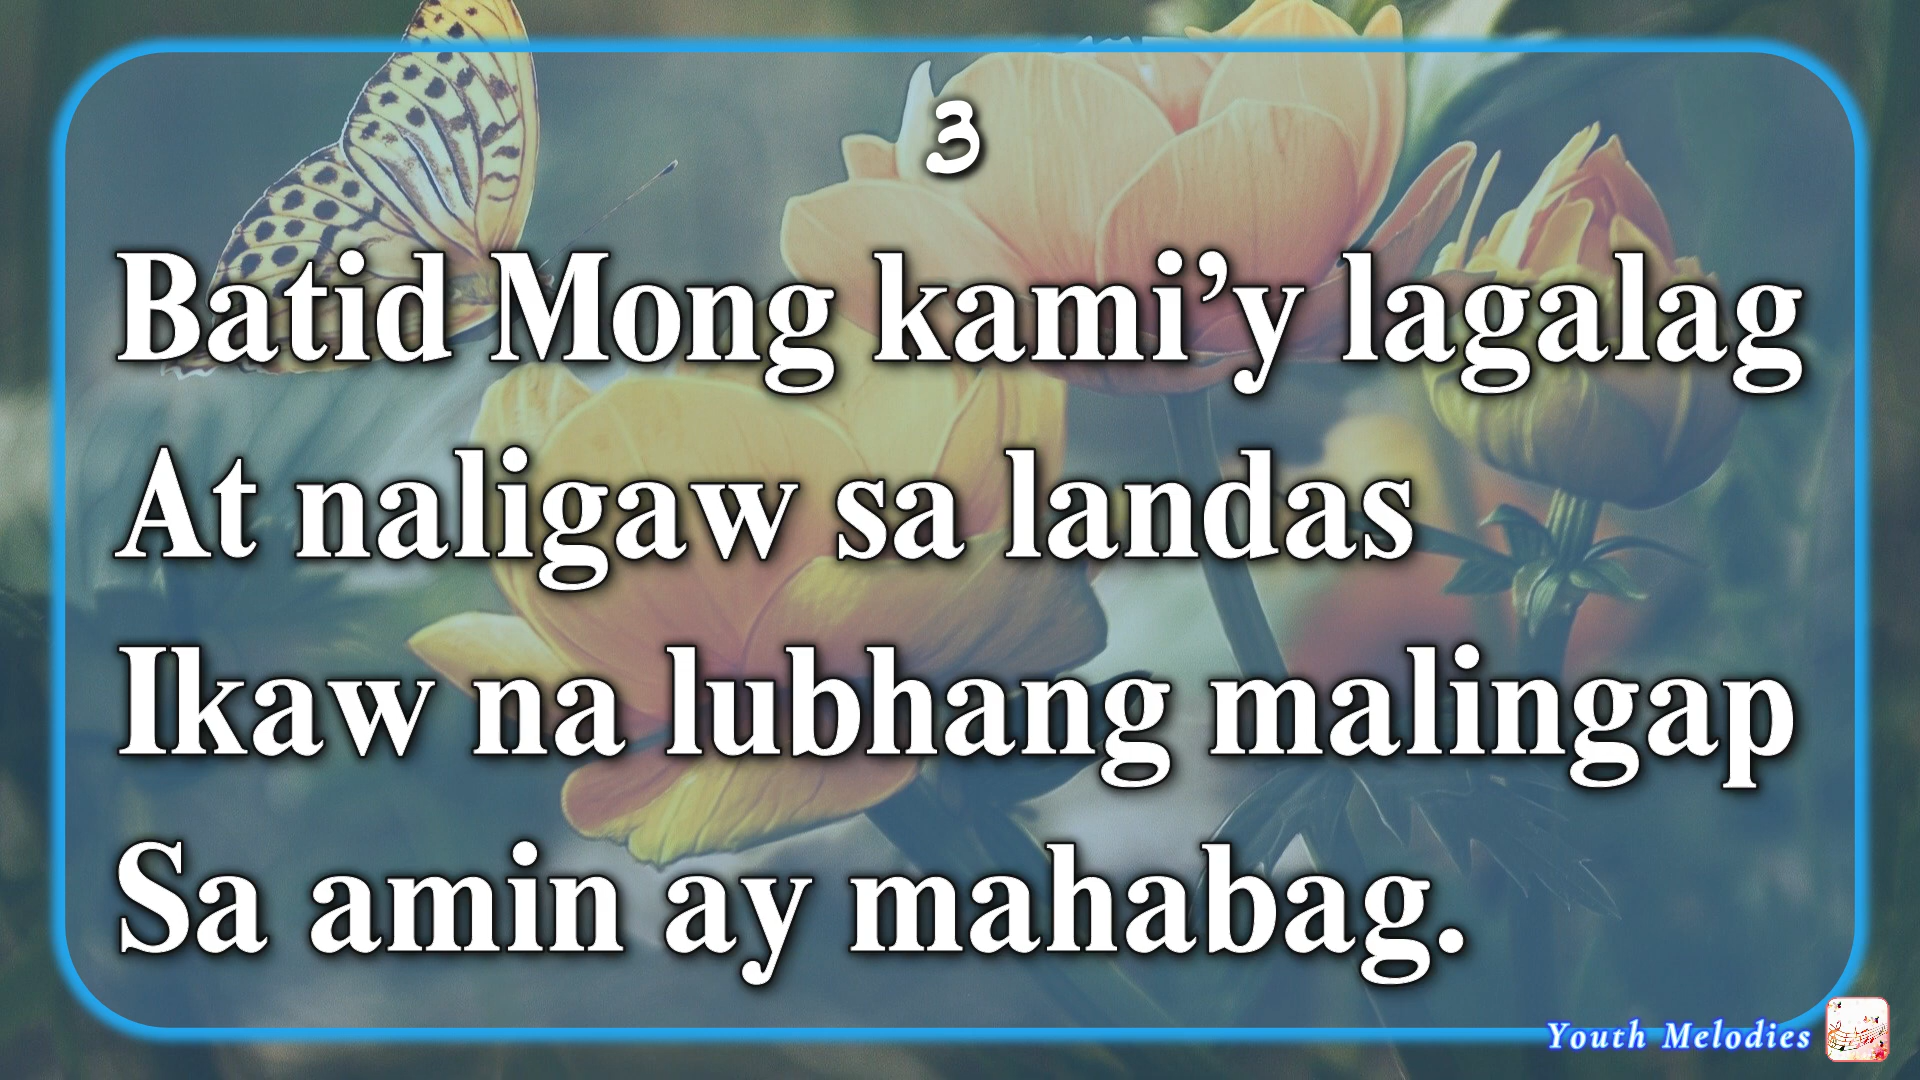 3
Batid Mong kami’y lagalag
At naligaw sa landas
Ikaw na lubhang malingap
Sa amin ay mahabag.
Youth Melodies